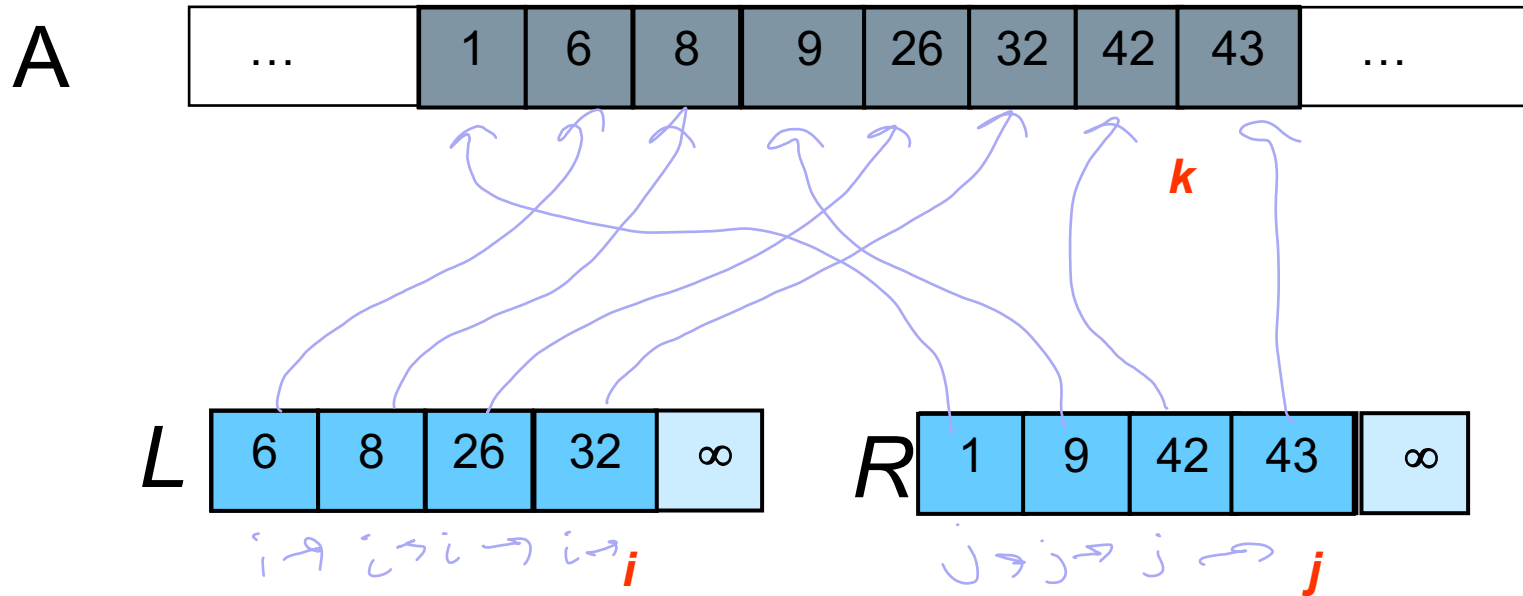 A … 1 6 8 9 26 32 42 43 …
k
L 6 8 26 32 ∞ R 1 9 42 43 ∞
i → i → i → i → i j → j → j → j